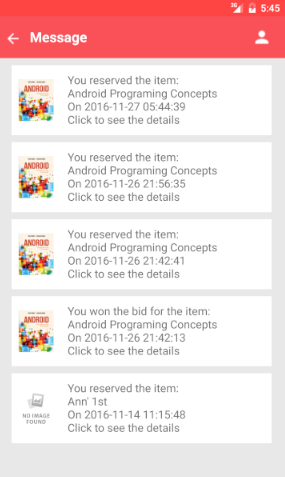 3G
5:45
Message
You reserved the item:
Android Programing Concepts
On 2016-11-27 05:44:39
Click to see the details
ANDROID
You reserved the item:
Android Programing Concepts
On 2016-11-26 21:56:35
Click to see the details
ANDROID
You reserved the item:
Android Programing Concepts
On 2016-11-26 21:42:41
Click to see the details
ANDROID
You won the bid for the item:
Android Programing Concepts
On 2016-11-26 21:42:13
Click to see the details
ANDROID
You reserved the item:
Ann' 1st
On 2016-11-14 11:15:48
Click to see the details
NO IMAGE
FOUND